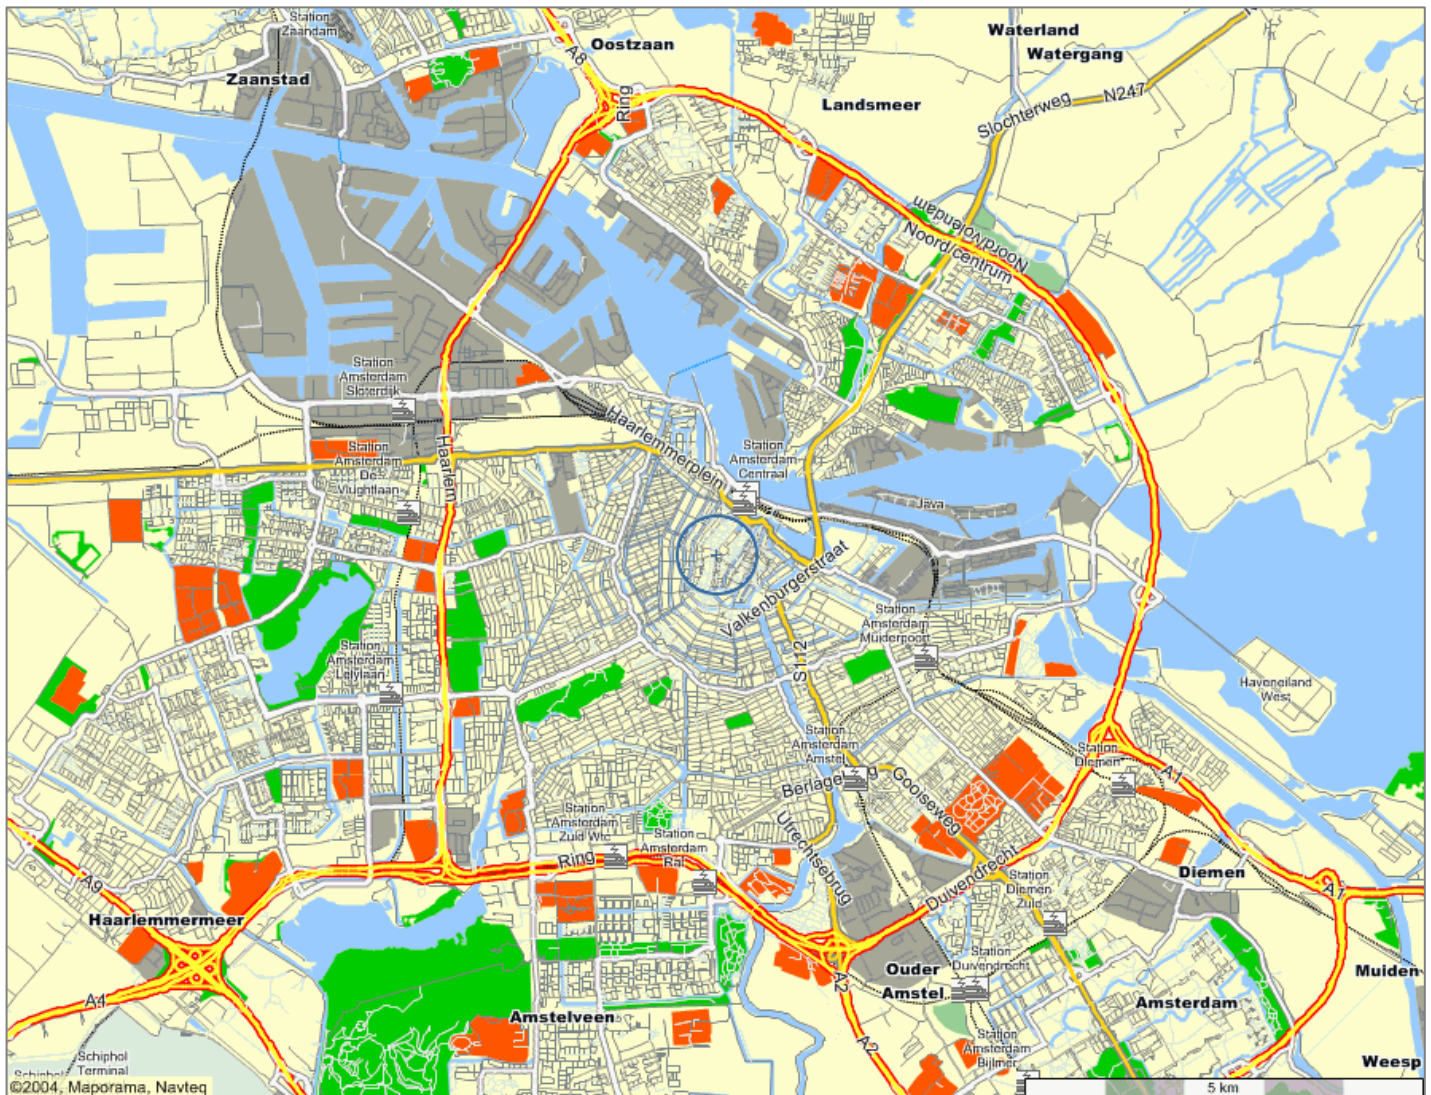 Station
Zaandam
Zaanstad
A8
Oostzaan
Ring
Waterland
Watergang
Landsmeer
N247
Slochterweg
Noord/volendam
Noord/centrum
Station
Amsterdam
Sloterdijk
Haarlem
Haarlemmerplein
Station
Amsterdam
Centraal
Station
Amsterdam
De
Vlugtlaan
Java
Valkenburgerstraat
Station
Amsterdam
Muiderpoort
S112
Station
Amsterdam
Lelylaan
Haveneiland
West
Station
Amsterdam
Amstel
Station
Diemen
A1
Gooiseweg
Utrechtsebrug
Station
Amsterdam
Zuid Wtc
Station
Amsterdam
Rai
Ring
Duivendrecht
Diemen
A1
Station
Diemen
Zuid
A9
Haarlemmermeer
Station
Duivendrecht
Ouder
Amstel
Muiden
A4
A2
Amstelveen
Amsterdam
A2
Station
Amsterdam
Bijlmer
Schiphol
Terminal
Weesp
©2004, Maporama, Navteq
5 km